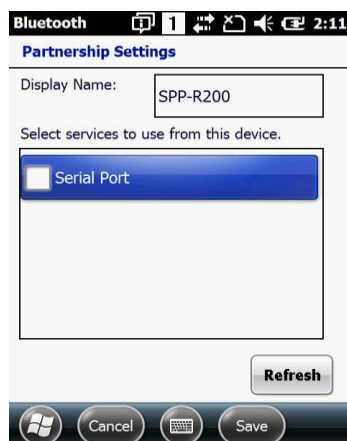 Bluetooth 1 2:11
Partnership Settings
Display Name:
SPP-R200
Select services to use from this device.
Serial Port
Refresh
Cancel Save